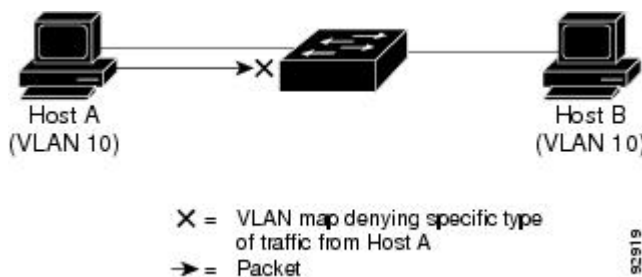 Host A
(VLAN 10)
Host B
(VLAN 10)
X = VLAN map denying specific type
of traffic from Host A
= Packet
92919